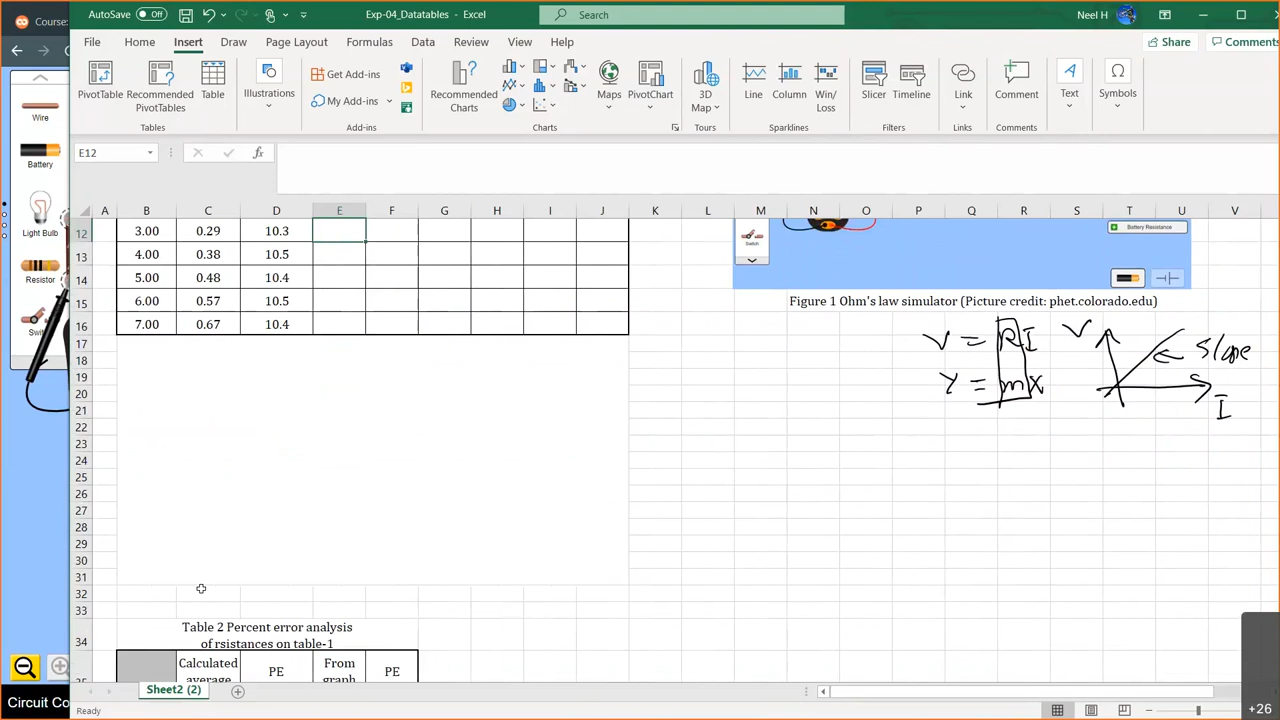 Course:
AutoSave Off
Exp-04_Datatables - Excel
Search
Neel H
File Home Insert Draw Page Layout Formulas Data Review View Help
Share Comments
PivotTable
Recommended PivotTables
Table
Illustrations
Get Add-ins
My Add-ins
Recommended Charts
Maps
PivotChart
3D Map
Line
Column
Win/ Loss
Slicer
Timeline
Link
Comment
Text
Symbols
Tables
Add-ins
Charts
Tours
Sparklines
Filters
Links
Comments
E12
fx
Wire
Battery
Light Bulb
Resistor
A B C D E F G H I J K L M N O P Q R S T U V
12 3.00 0.29 10.3
13 4.00 0.38 10.5
14 5.00 0.48 10.4
15 6.00 0.57 10.5
16 7.00 0.67 10.4
17
18
19
20
21
22
23
24
25
26
27
28
29
30
31
32
33
34
Switch
Battery Resistance
Figure 1 Ohm's law simulator (Picture credit: phet.colorado.edu)
V = RI
Y = mX
V
Slope
I
Table 2 Percent error analysis
of rsistances on table-1
Calculated average
PE
From graph
PE
Circuit Co
Sheet2 (2)
Ready
+26